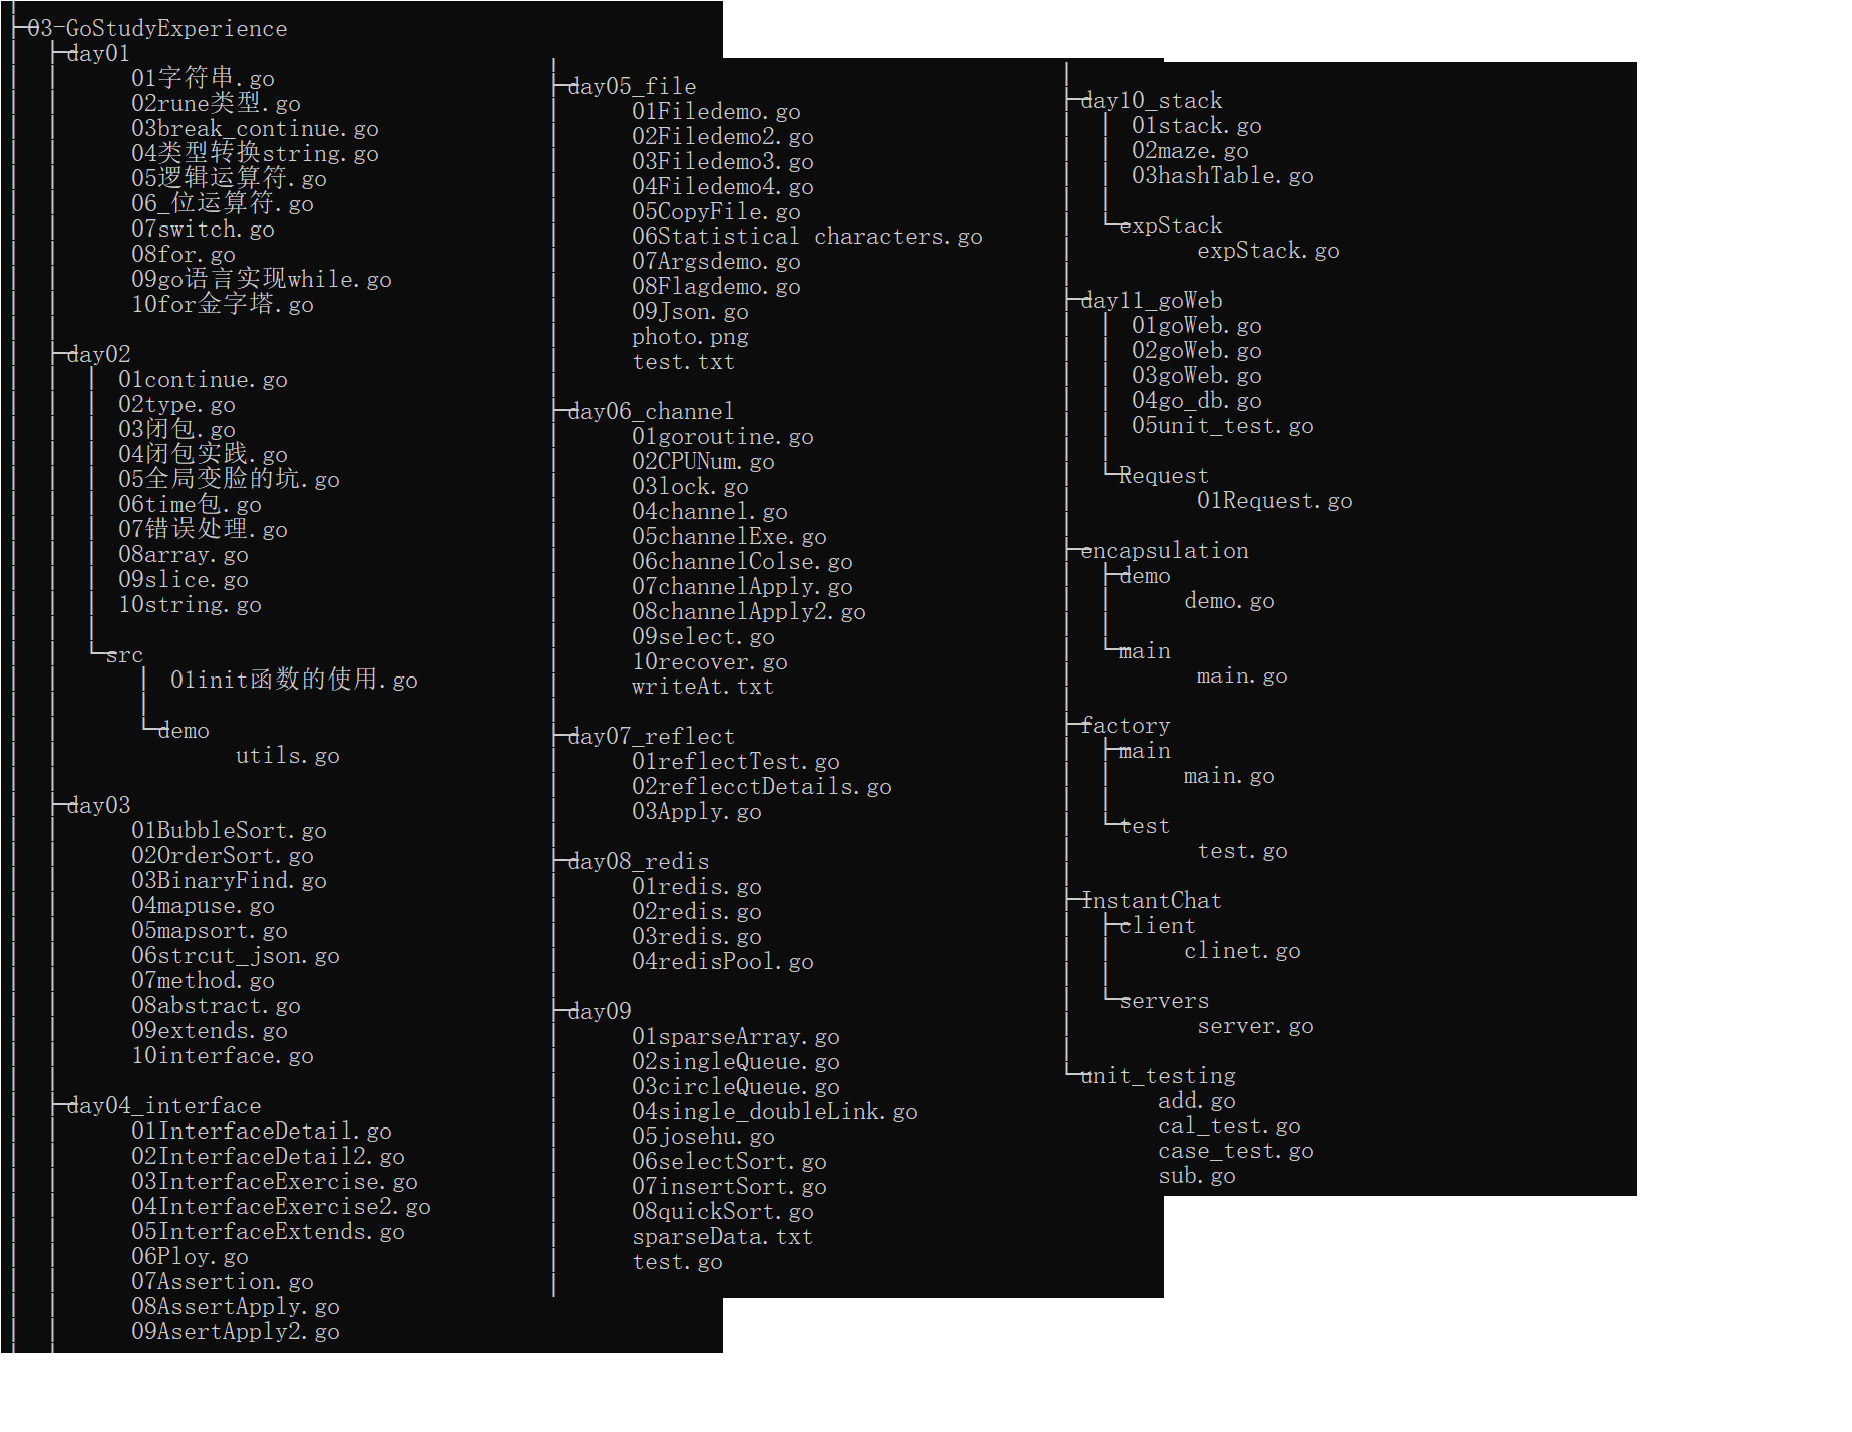 03-GoStudyExperience
day01
01字符串.go
02rune类型.go
03break_continue.go
04类型转换string.go
05逻辑运算符.go
06_位运算符.go
07switch.go
08for.go
09go语言实现while.go
10for金字塔.go
day02
01continue.go
02type.go
03闭包.go
04闭包实践.go
05全局变脸的坑.go
06time包.go
07错误处理.go
08array.go
09slice.go
10string.go
src
01init函数的使用.go
demo
utils.go
day03
01BubbleSort.go
02OrderSort.go
03BinaryFind.go
04mapuse.go
05mapsort.go
06strcut_json.go
07method.go
08abstract.go
09extends.go
10interface.go
day04_interface
01InterfaceDetail.go
02InterfaceDetail2.go
03InterfaceExercise.go
04InterfaceExercise2.go
05InterfaceExtends.go
06Ploy.go
07Assertion.go
08AssertApply.go
09AsertApply2.go
day05_file
01Filedemo.go
02Filedemo2.go
03Filedemo3.go
04Filedemo4.go
05CopyFile.go
06Statistical characters.go
07Argsdemo.go
08Flagdemo.go
09Json.go
photo.png
test.txt
day06_channel
01goroutine.go
02CPUNum.go
03lock.go
04channel.go
05channelExe.go
06channelColse.go
07channelApply.go
08channelApply2.go
09select.go
10recover.go
writeAt.txt
day07_reflect
01reflectTest.go
02reflecctDetails.go
03Apply.go
day08_redis
01redis.go
02redis.go
03redis.go
04redisPool.go
day09
01sparseArray.go
02singleQueue.go
03circleQueue.go
04single_doubleLink.go
05josehu.go
06selectSort.go
07insertSort.go
08quickSort.go
sparseData.txt
test.go
day10_stack
01stack.go
02maze.go
03hashTable.go
expStack
expStack.go
day11_goWeb
01goWeb.go
02goWeb.go
03goWeb.go
04go_db.go
05unit_test.go
Request
01Request.go
encapsulation
demo
demo.go
main
main.go
factory
main
main.go
test
test.go
InstantChat
client
clinet.go
servers
server.go
unit_testing
add.go
cal_test.go
case_test.go
sub.go